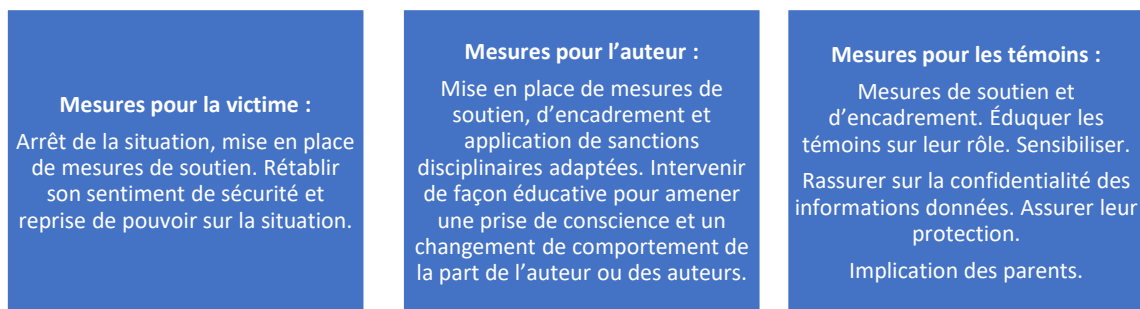 Mesures pour la victime :
Arrêt de la situation, mise en place
de mesures de soutien. Rétablir
son sentiment de sécurité et
reprise de pouvoir sur la situation.
Mesures pour l’auteur :
Mise en place de mesures de
soutien, d’encadrement et
application de sanctions
disciplinaires adaptées. Intervenir
de façon éducative pour amener
une prise de conscience et un
changement de comportement de
la part de l’auteur ou des auteurs.
Mesures pour les témoins :
Mesures de soutien et
d’encadrement. Éduquer les
témoins sur leur rôle. Sensibiliser.
Rassurer sur la confidentialité des
informations données. Assurer leur
protection.
Implication des parents.